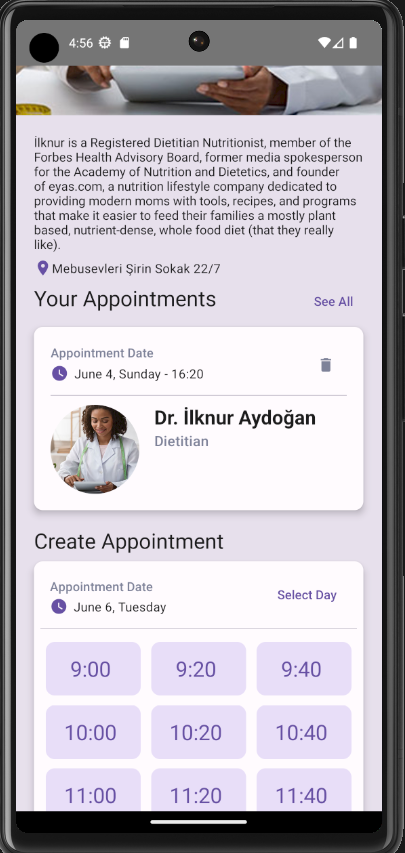 4:56
İlknur is a Registered Dietitian Nutritionist, member of the
Forbes Health Advisory Board, former media spokesperson
for the Academy of Nutrition and Dietetics, and founder
of eyas.com, a nutrition lifestyle company dedicated to
providing modern moms with tools, recipes, and programs
that make it easier to feed their families a mostly plant
based, nutrient-dense, whole food diet (that they really
like).
Mebusevleri Şirin Sokak 22/7
Your Appointments
See All
Appointment Date
June 4, Sunday - 16:20
Dr. İlknur Aydoğan
Dietitian
Create Appointment
Appointment Date
June 6, Tuesday
Select Day
9:00 9:20 9:40
10:00 10:20 10:40
11:00 11:20 11:40